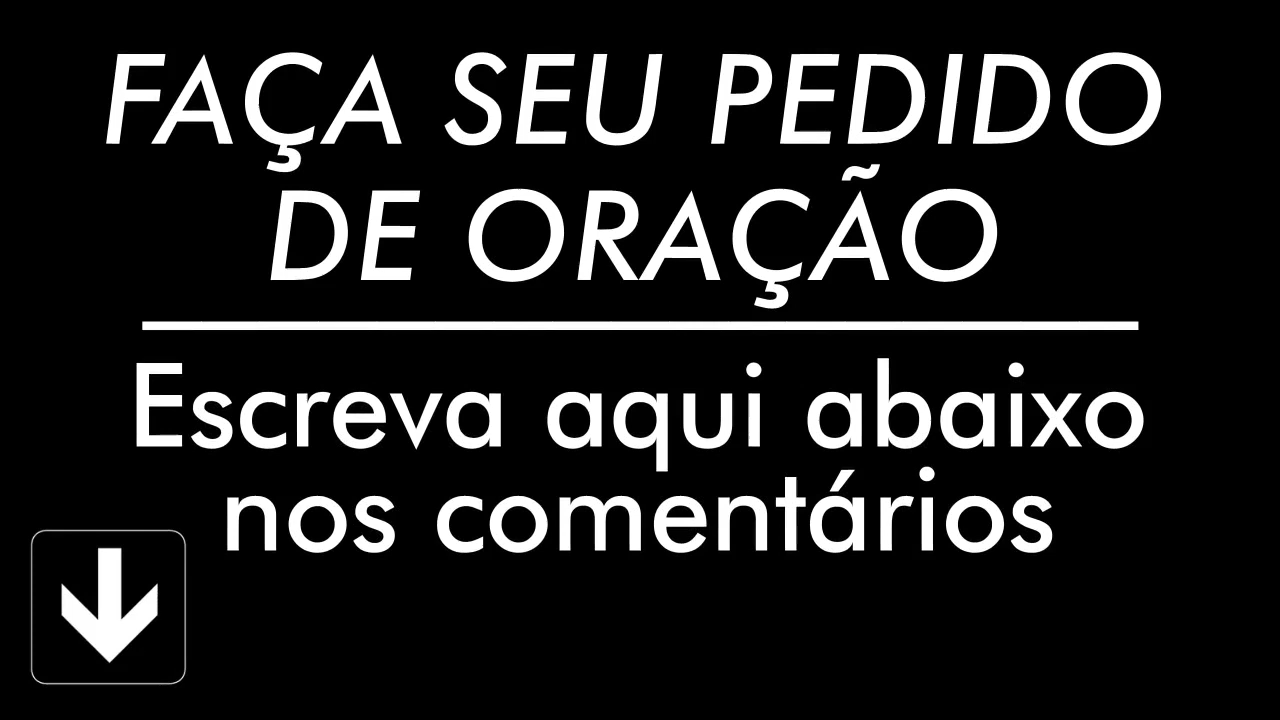 FAÇA SEU PEDIDO
DE ORAÇÃO
Escreva aqui abaixo
nos comentários